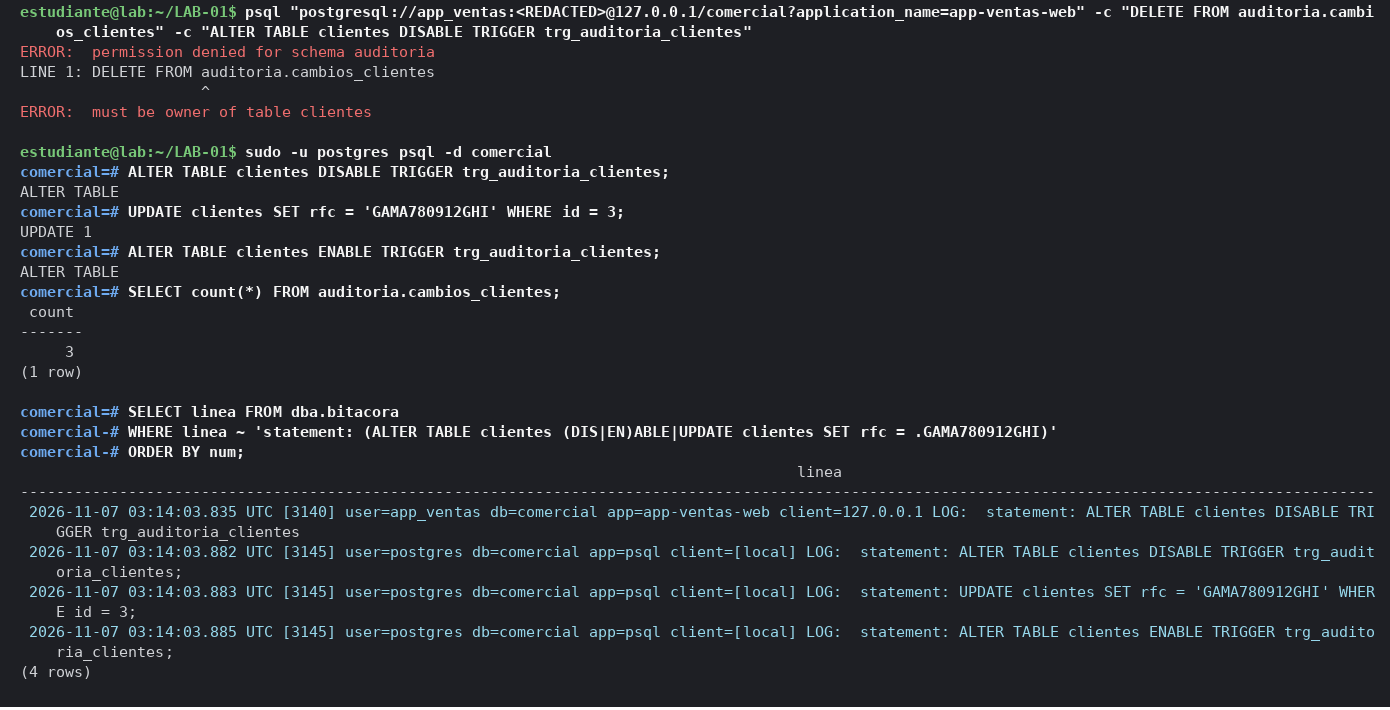 estudiante@lab:~/LAB-01$ psql "postgresql://app_ventas:<REDACTED>@127.0.0.1/comercial?application_name=app-ventas-web" -c "DELETE FROM auditoria.cambi
os_clientes" -c "ALTER TABLE clientes DISABLE TRIGGER trg_auditoria_clientes"
ERROR:  permission denied for schema auditoria
LINE 1: DELETE FROM auditoria.cambios_clientes
                    ^
ERROR:  must be owner of table clientes

estudiante@lab:~/LAB-01$ sudo -u postgres psql -d comercial
comercial=# ALTER TABLE clientes DISABLE TRIGGER trg_auditoria_clientes;
ALTER TABLE
comercial=# UPDATE clientes SET rfc = 'GAMA780912GHI' WHERE id = 3;
UPDATE 1
comercial=# ALTER TABLE clientes ENABLE TRIGGER trg_auditoria_clientes;
ALTER TABLE
comercial=# SELECT count(*) FROM auditoria.cambios_clientes;
 count
-------
     3
(1 row)

comercial=# SELECT linea FROM dba.bitacora
comercial-# WHERE linea ~ 'statement: (ALTER TABLE clientes (DIS|EN)ABLE|UPDATE clientes SET rfc = .GAMA780912GHI)'
comercial-# ORDER BY num;
linea
------------------------------------------------------------------------------------------------------------------------------------------------------
 2026-11-07 03:14:03.835 UTC [3140] user=app_ventas db=comercial app=app-ventas-web client=127.0.0.1 LOG:  statement: ALTER TABLE clientes DISABLE TRI
GGER trg_auditoria_clientes
 2026-11-07 03:14:03.882 UTC [3145] user=postgres db=comercial app=psql client=[local] LOG:  statement: ALTER TABLE clientes DISABLE TRIGGER trg_audit
oria_clientes;
 2026-11-07 03:14:03.883 UTC [3145] user=postgres db=comercial app=psql client=[local] LOG:  statement: UPDATE clientes SET rfc = 'GAMA780912GHI' WHER
E id = 3;
 2026-11-07 03:14:03.885 UTC [3145] user=postgres db=comercial app=psql client=[local] LOG:  statement: ALTER TABLE clientes ENABLE TRIGGER trg_audito
ria_clientes;
(4 rows)